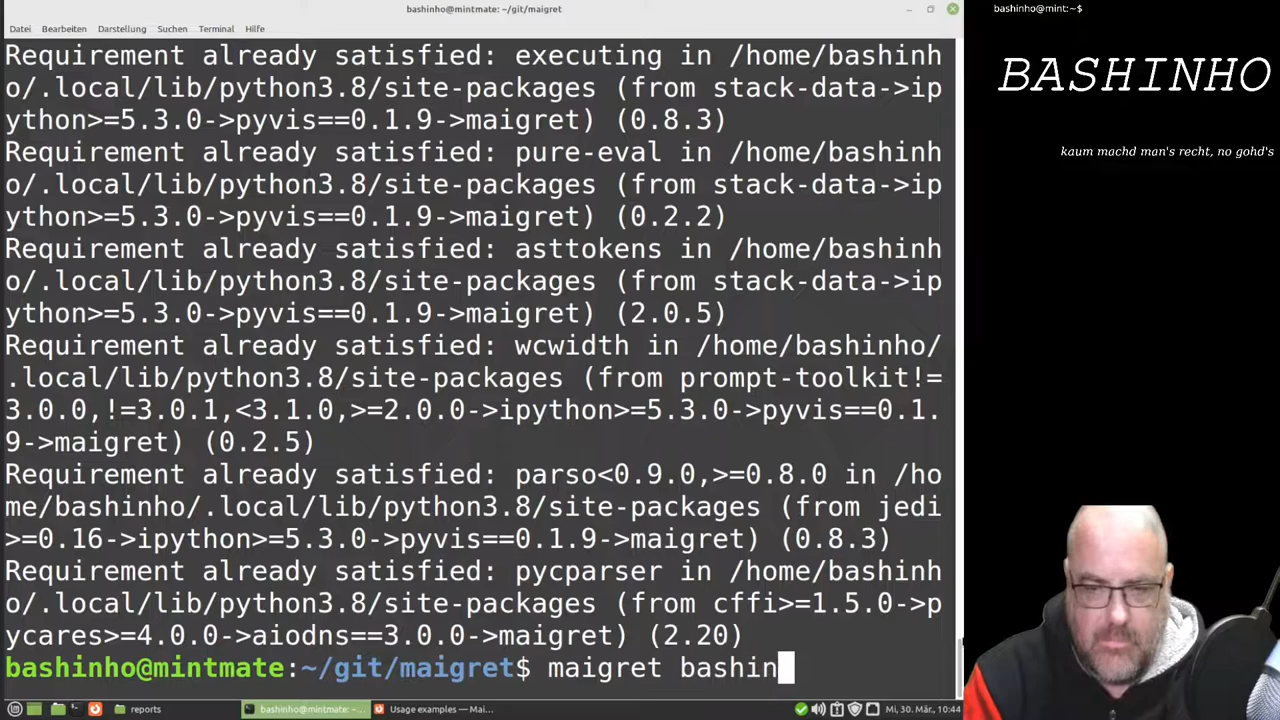 bashinho@mintmate: ~/git/maigret
Datei Bearbeiten Darstellung Suchen Terminal Hilfe
Requirement already satisfied: executing in /home/bashinh
o/.local/lib/python3.8/site-packages (from stack-data->ip
ython>=5.3.0->pyvis==0.1.9->maigret) (0.8.3)
Requirement already satisfied: pure-eval in /home/bashinh
o/.local/lib/python3.8/site-packages (from stack-data->ip
ython>=5.3.0->pyvis==0.1.9->maigret) (0.2.2)
Requirement already satisfied: asttokens in /home/bashinh
o/.local/lib/python3.8/site-packages (from stack-data->ip
ython>=5.3.0->pyvis==0.1.9->maigret) (2.0.5)
Requirement already satisfied: wcwidth in /home/bashinho/
.local/lib/python3.8/site-packages (from prompt-toolkit!=
3.0.0,!=3.0.1,<3.1.0,>=2.0.0->ipython>=5.3.0->pyvis==0.1.
9->maigret) (0.2.5)
Requirement already satisfied: parso<0.9.0,>=0.8.0 in /ho
me/bashinho/.local/lib/python3.8/site-packages (from jedi
>=0.16->ipython>=5.3.0->pyvis==0.1.9->maigret) (0.8.3)
Requirement already satisfied: pycparser in /home/bashinh
o/.local/lib/python3.8/site-packages (from cffi>=1.5.0->p
ycares>=4.0.0->aiodns==3.0.0->maigret) (2.20)
bashinho@mintmate:~/git/maigret$ maigret bashin
reports
bashinho@mintmate: ~...
Usage examples — Mai...
Mi, 30. Mär., 10:44
bashinho@mint:~$
BASHINHO
kaum machd man's recht, no gohd's